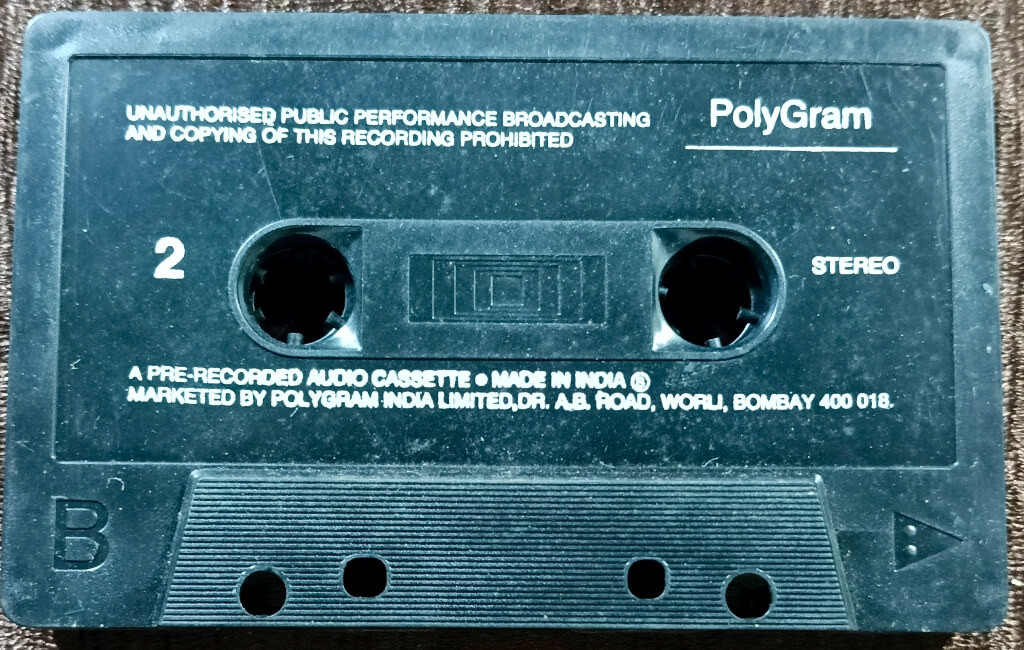 UNAUTHORISED PUBLIC PERFORMANCE BROADCASTING
AND COPYING OF THIS RECORDING PROHIBITED
PolyGram
2
STEREO
A PRE-RECORDED AUDIO CASSETTE ● MADE IN INDIA Ⓑ
MARKETED BY POLYGRAM INDIA LIMITED,DR. A.B. ROAD, WORLI, BOMBAY 400 018.
B